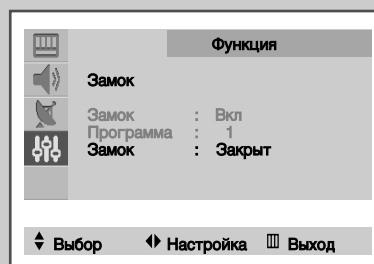 Функция
Замок
Замок : Вкл
Программа : 1
Замок : Закрыт
Выбор Настройка Выход